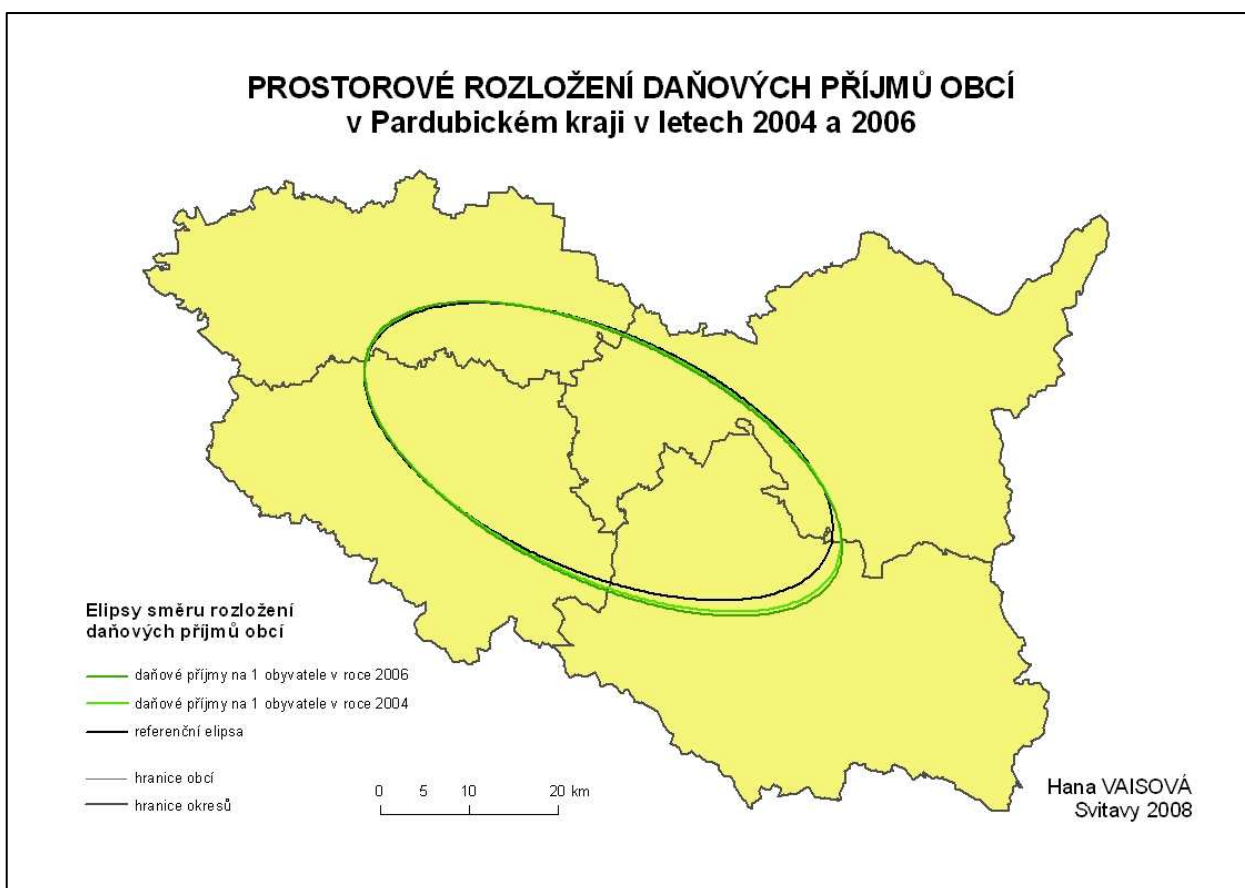 PROSTOROVÉ ROZLOŽENÍ DAŇOVÝCH PŘÍJMŮ OBCÍ
v Pardubickém kraji v letech 2004 a 2006
Elipsy směru rozložení
daňových příjmů obcí
daňové příjmy na 1 obyvatele v roce 2006
daňové příjmy na 1 obyvatele v roce 2004
referenční elipsa
hranice obcí
hranice okresů
0 5 10 20 km
Hana VAISOVÁ
Svitavy 2008